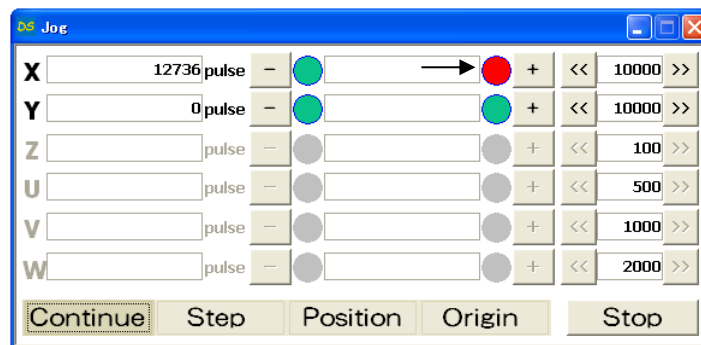 DS Jog
X 12736 pulse − + << 10000 >>
Y 0 pulse − + << 10000 >>
Z pulse − + << 100 >>
U pulse − + << 500 >>
V pulse − + << 1000 >>
W pulse − + << 2000 >>
Continue Step Position Origin Stop